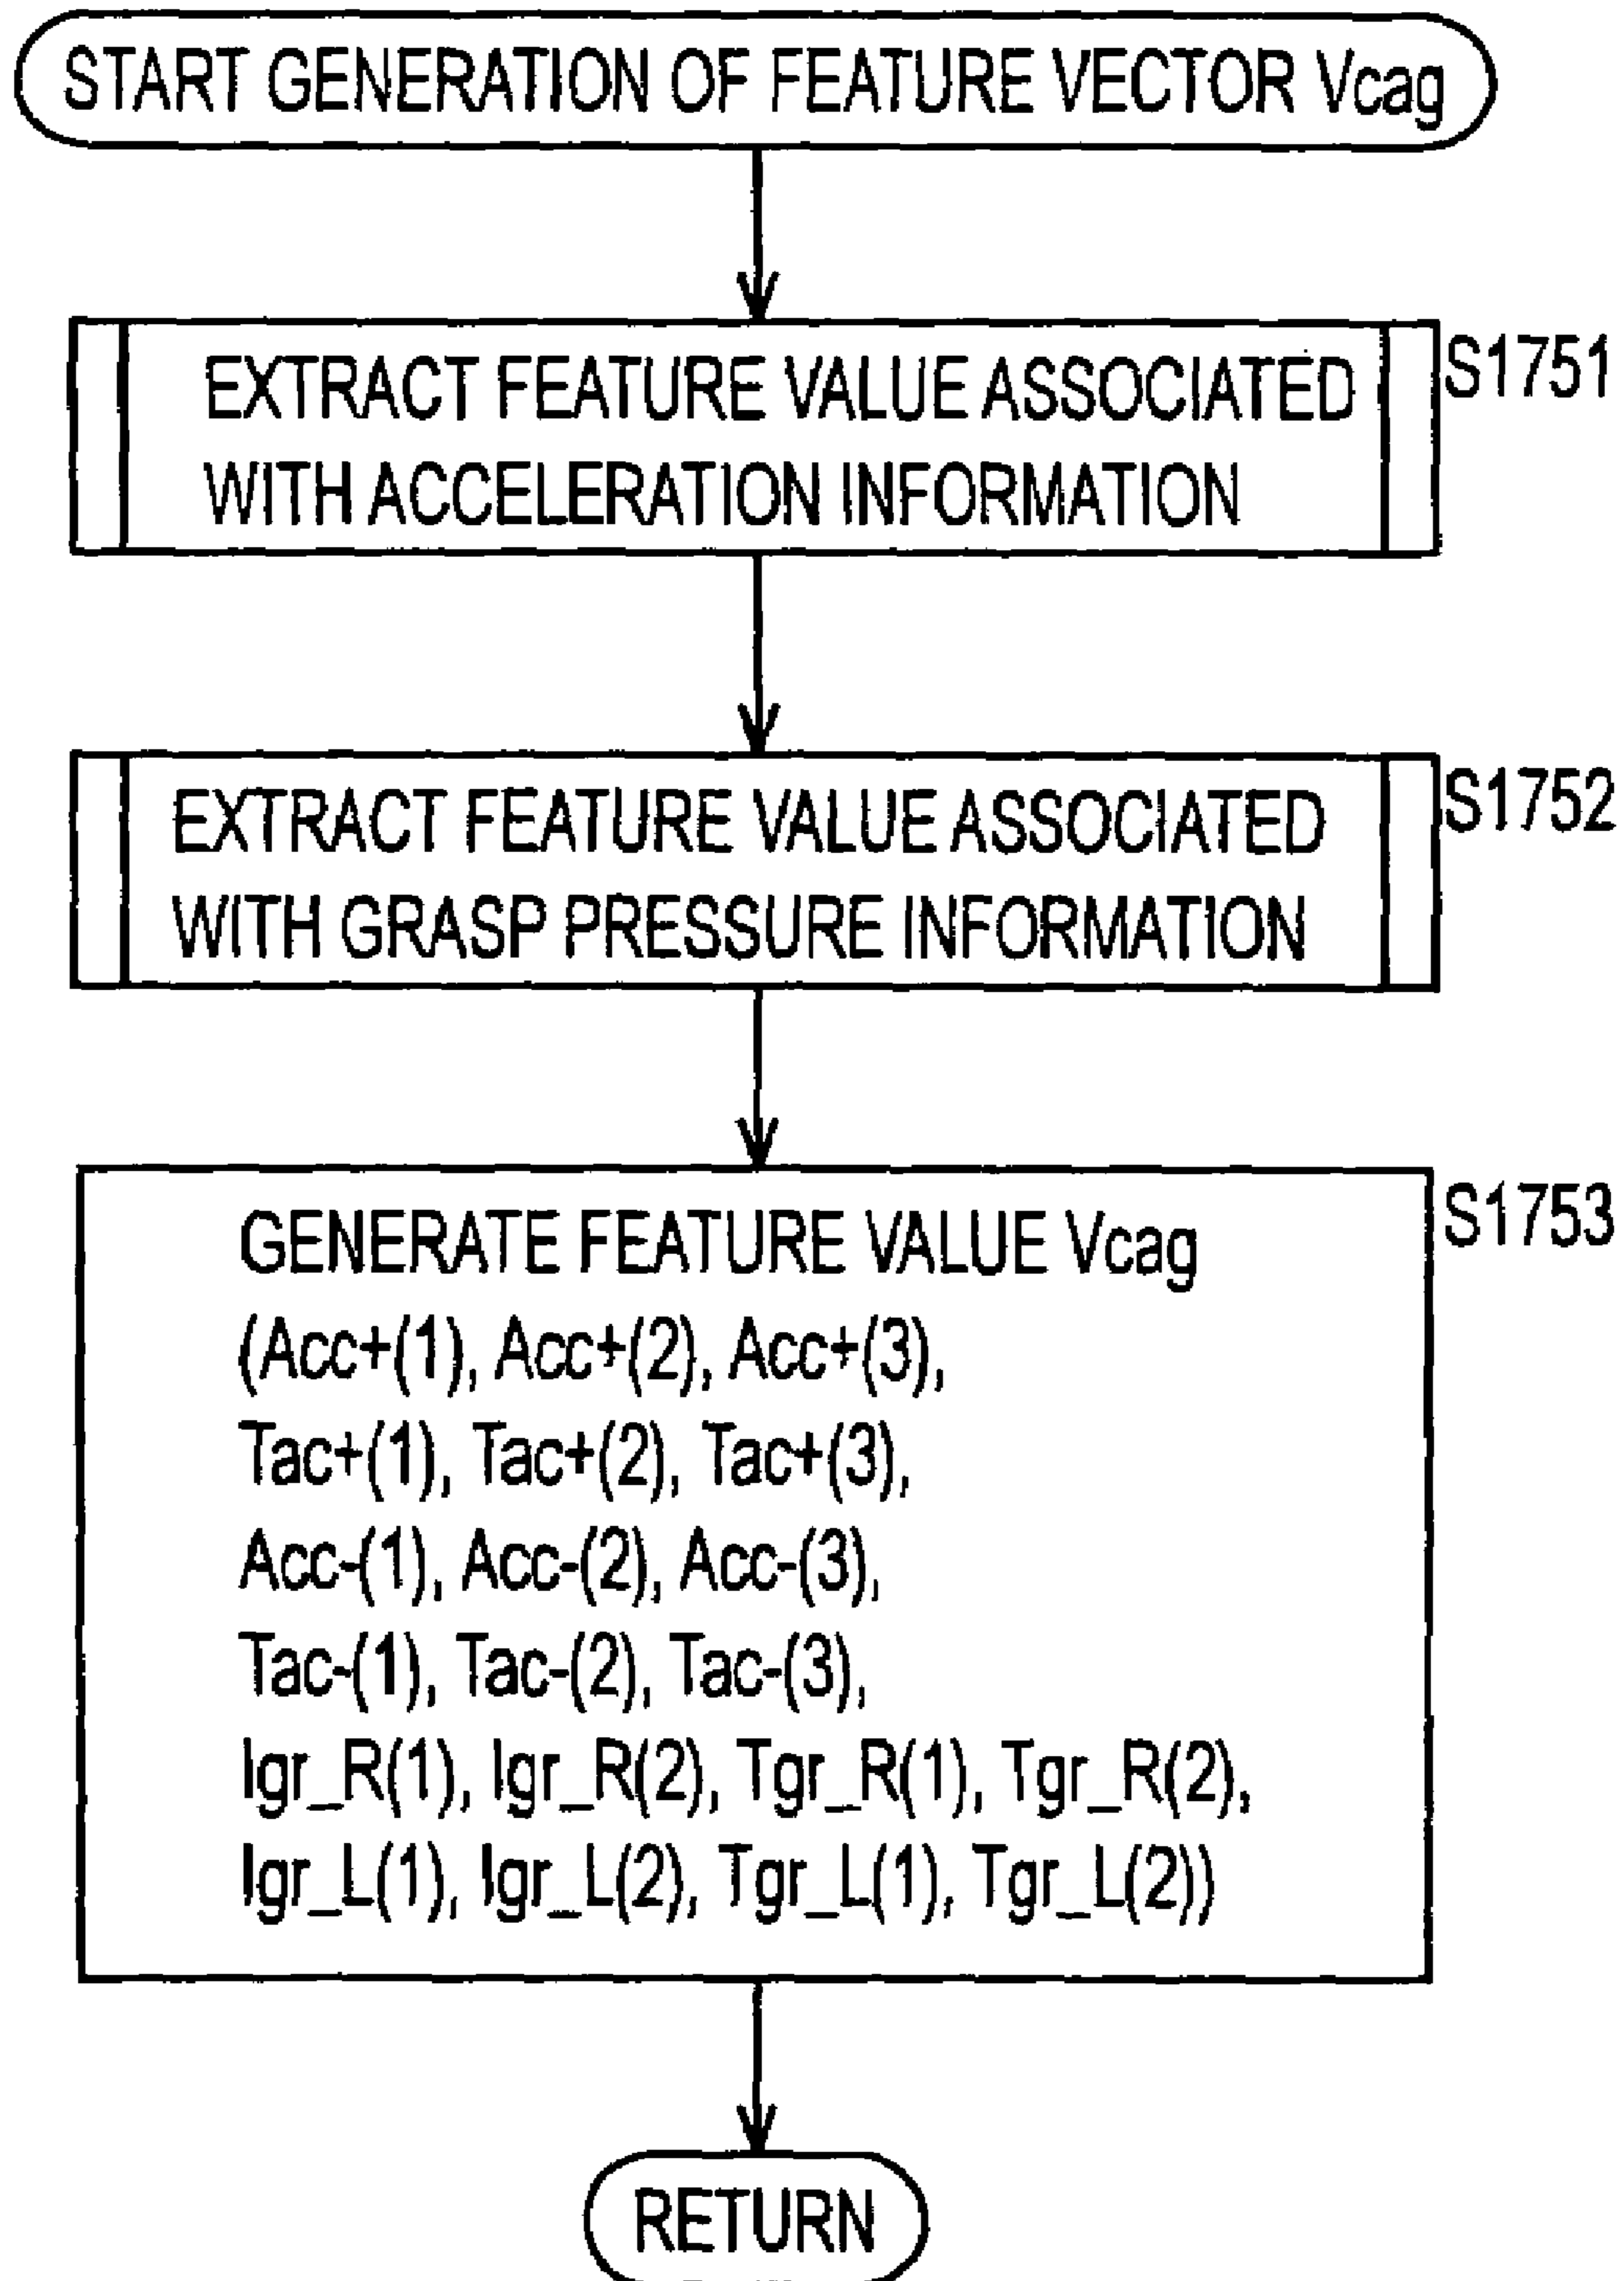 START GENERATION OF FEATURE VECTOR Vcag
EXTRACT FEATURE VALUE ASSOCIATED
WITH ACCELERATION INFORMATION
S1751
EXTRACT FEATURE VALUE ASSOCIATED
WITH GRASP PRESSURE INFORMATION
S1752
GENERATE FEATURE VALUE Vcag
(Acc+(1), Acc+(2), Acc+(3),
Tac+(1), Tac+(2), Tac+(3),
Acc-(1), Acc-(2), Acc-(3),
Tac-(1), Tac-(2), Tac-(3),
Igr_R(1), Igr_R(2), Tgr_R(1), Tgr_R(2),
Igr_L(1), Igr_L(2), Tgr_L(1), Tgr_L(2))
S1753
RETURN